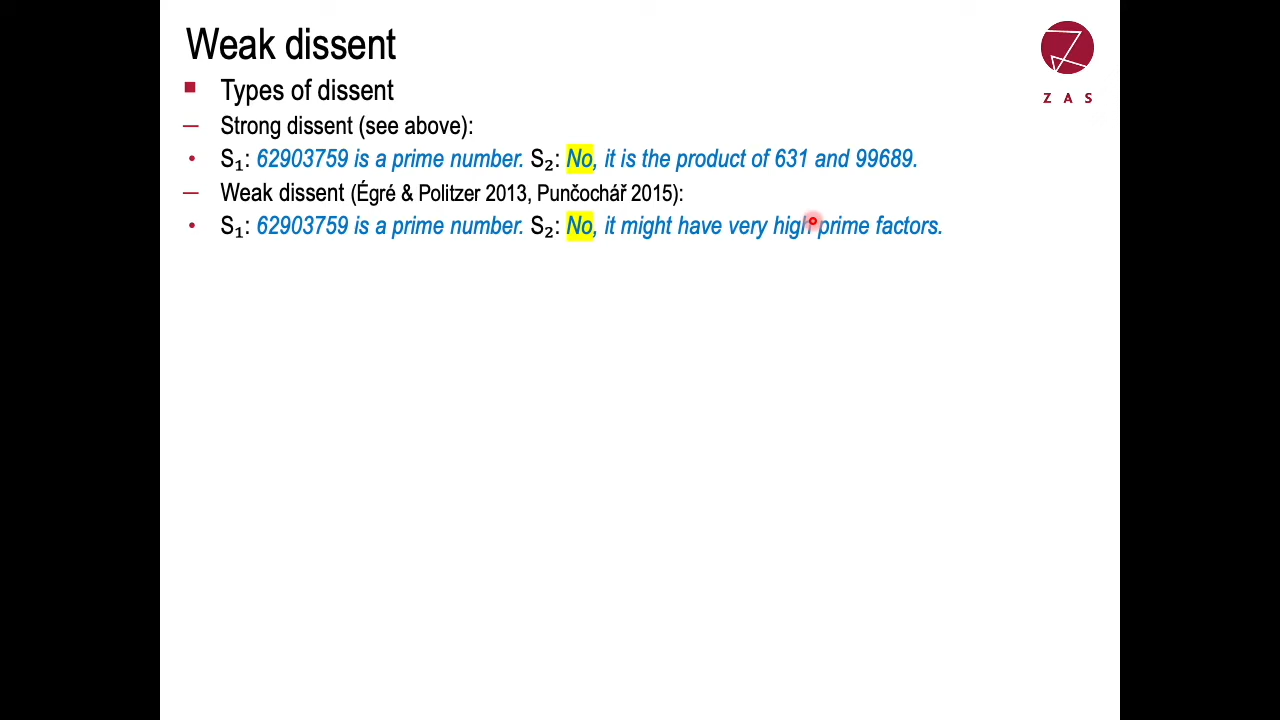 Weak dissent
ZAS
■ Types of dissent
– Strong dissent (see above):
• S₁: 62903759 is a prime number. S₂: No, it is the product of 631 and 99689.
– Weak dissent (Égré & Politzer 2013, Punčochář 2015):
• S₁: 62903759 is a prime number. S₂: No, it might have very high prime factors.